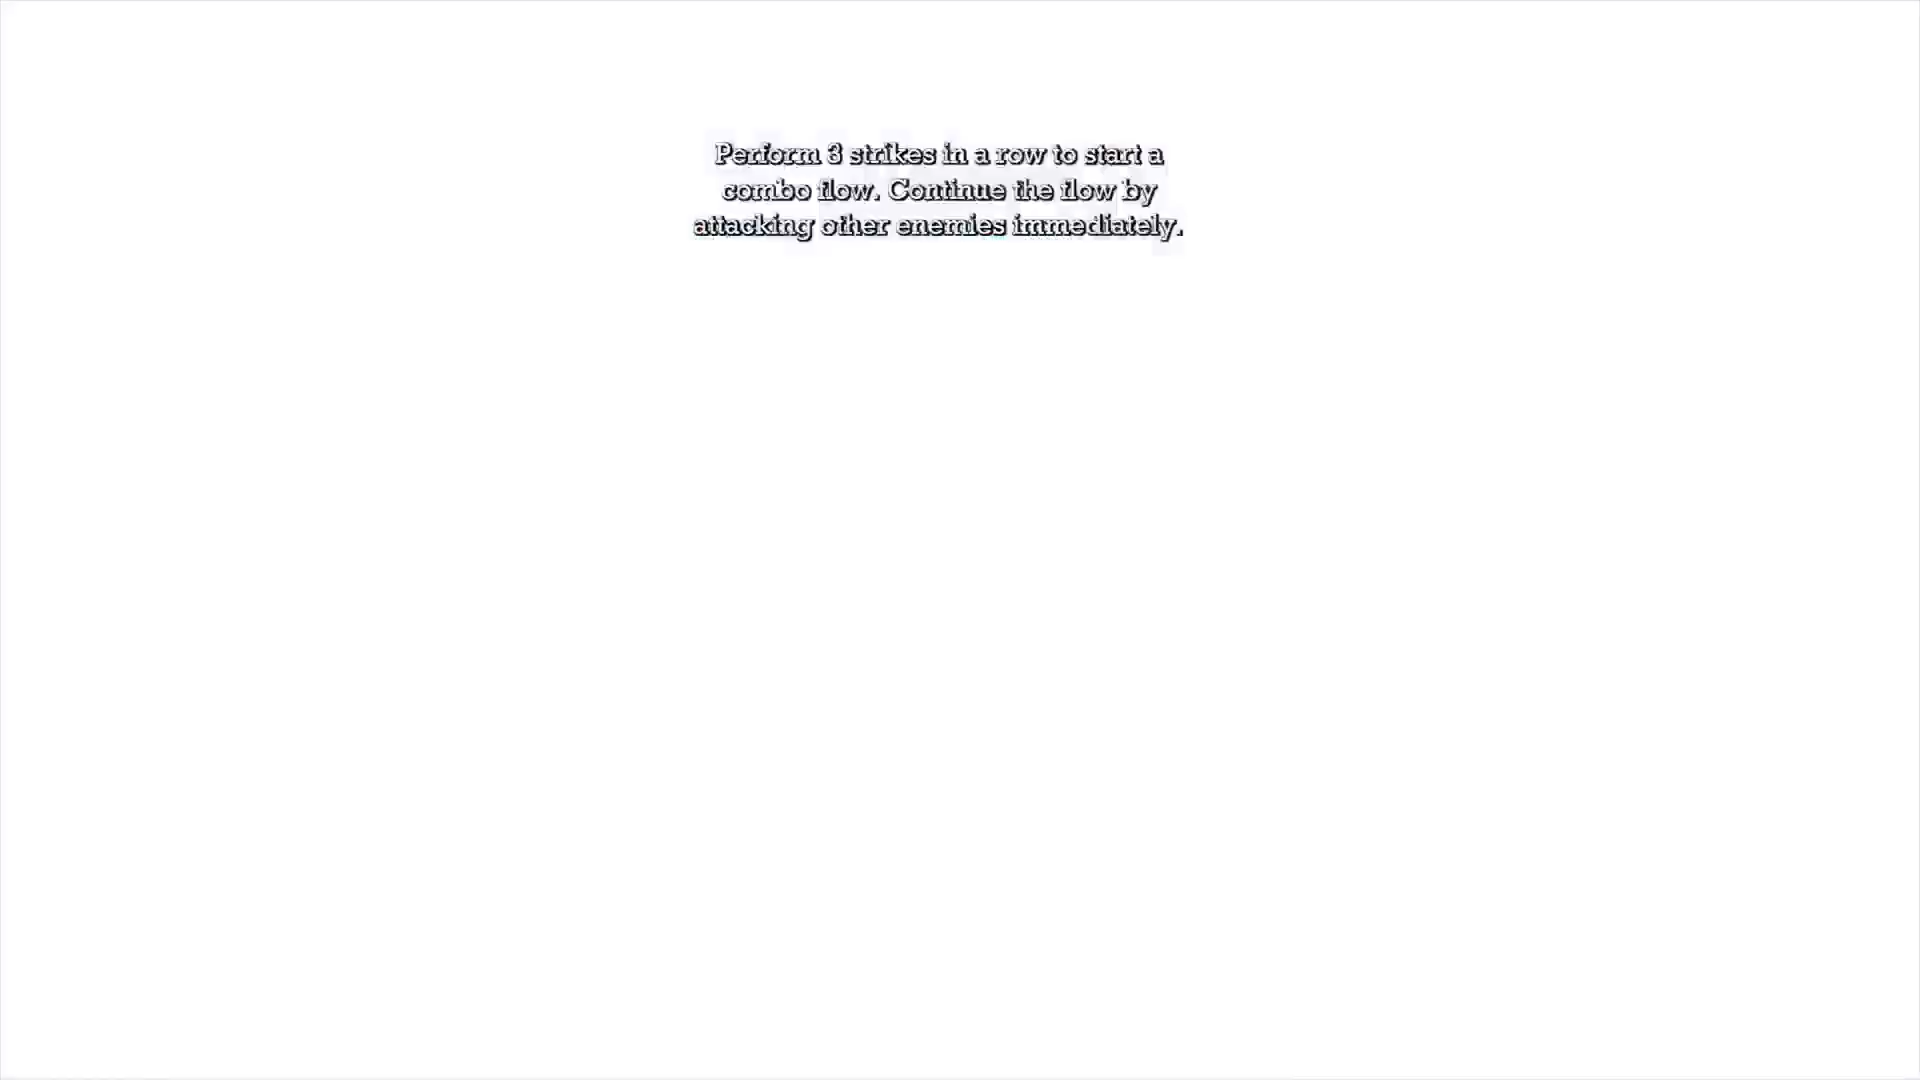 Perform 3 strikes in a row to start a
combo flow. Continue the flow by
attacking other enemies immediately.